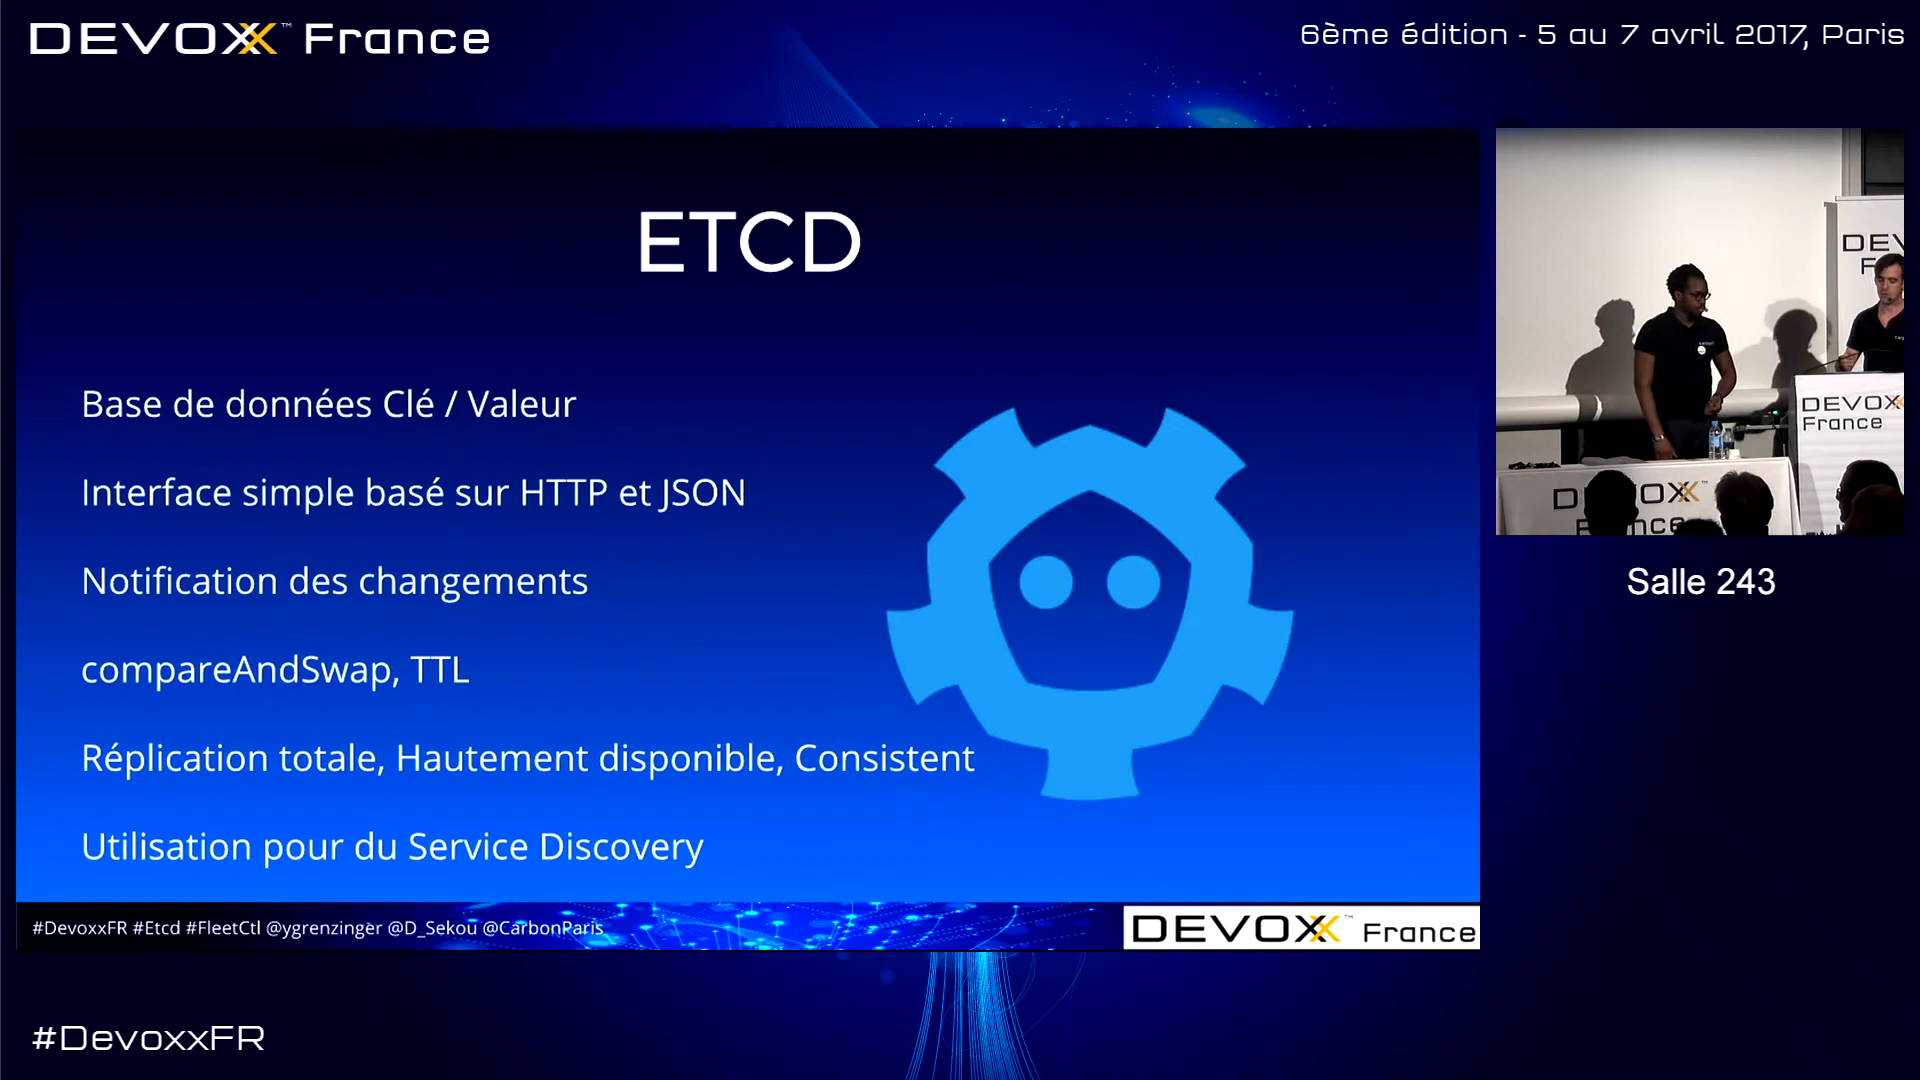 DEVOXX™ France
6ème édition - 5 au 7 avril 2017, Paris
ETCD
Base de données Clé / Valeur
Interface simple basé sur HTTP et JSON
Notification des changements
compareAndSwap, TTL
Réplication totale, Hautement disponible, Consistent
Utilisation pour du Service Discovery
#DevoxxFR #Etcd #FleetCtl @ygrenzinger @D_Sekou @CarbonParis
DEVOXX™ France
DEVOXX
France
Salle 243
#DevoxxFR